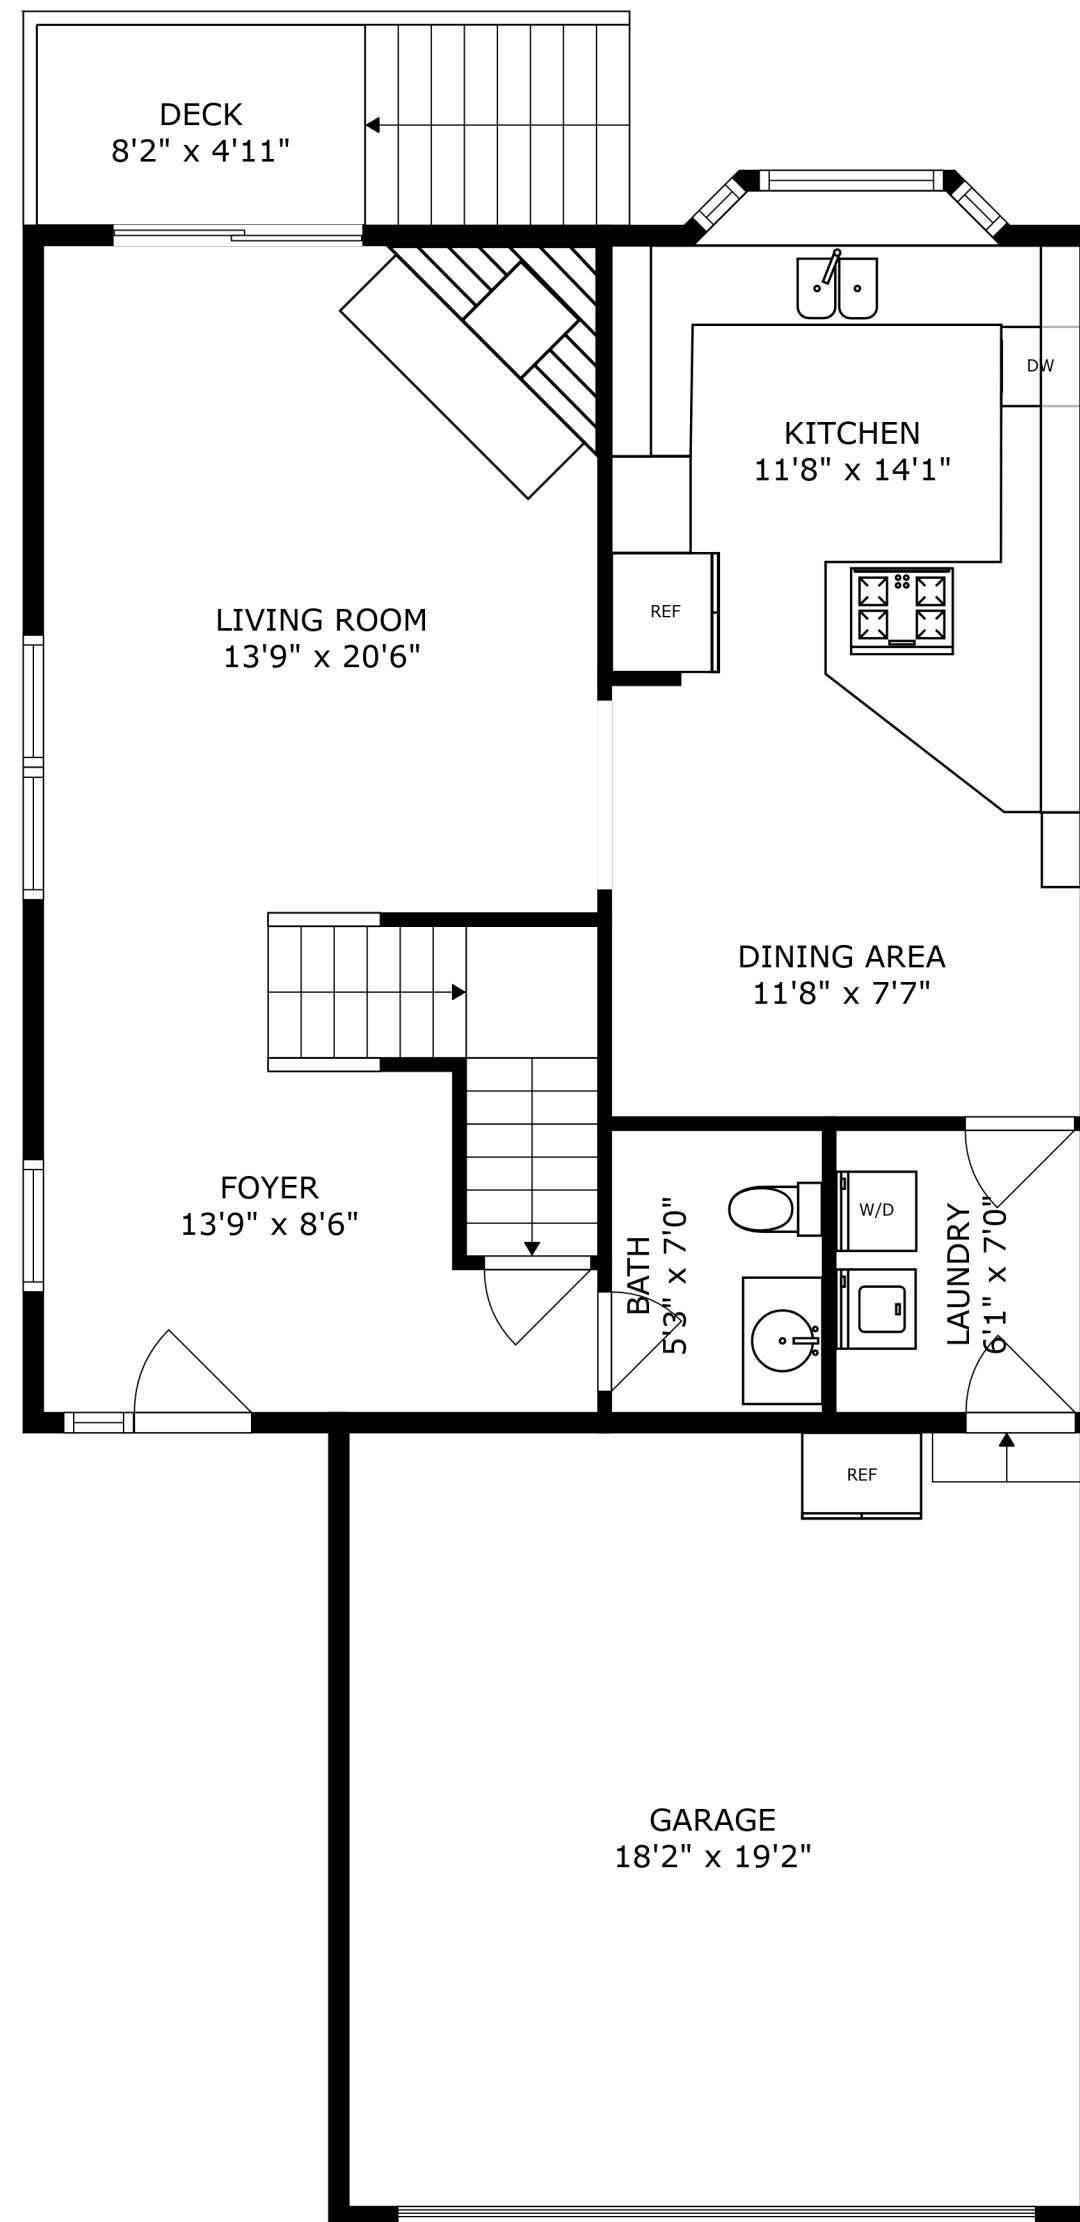 DECK
8'2" x 4'11"
DW
KITCHEN
11'8" x 14'1"
REF
LIVING ROOM
13'9" x 20'6"
DINING AREA
11'8" x 7'7"
FOYER
13'9" x 8'6"
BATH
5'3" x 7'0"
W/D
LAUNDRY
6'1" x 7'0"
REF
GARAGE
18'2" x 19'2"